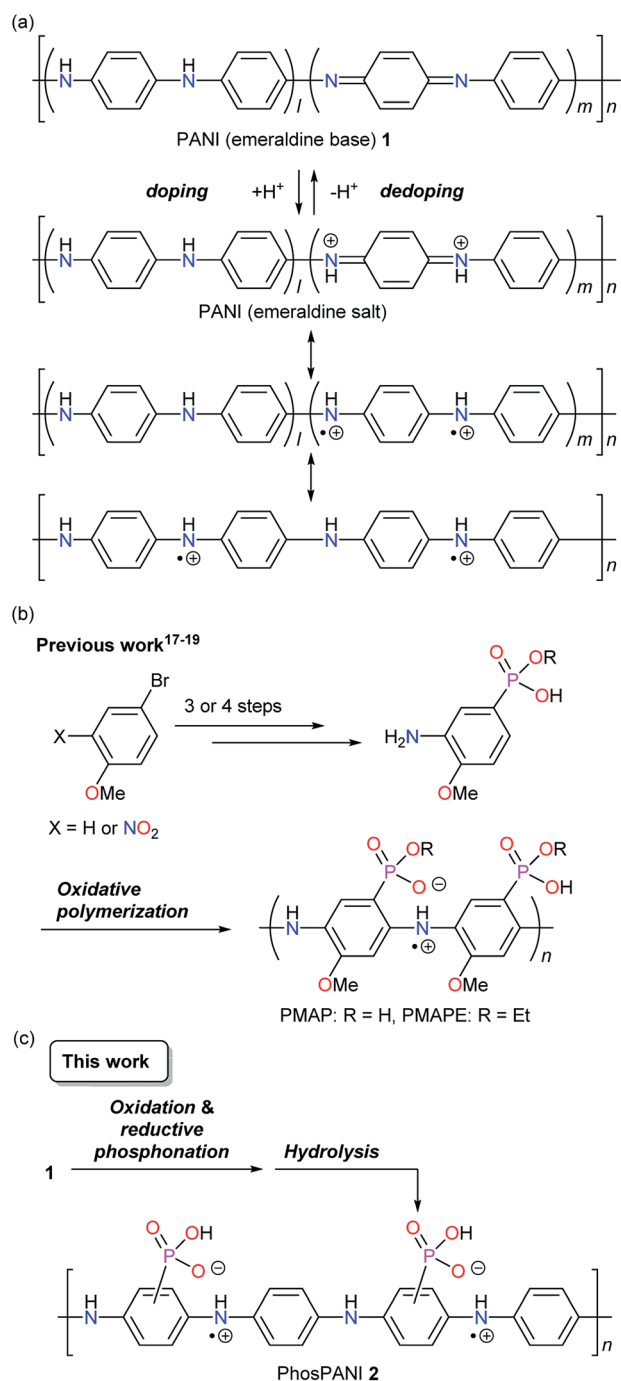 (a)
H N H N N N l m n
PANI (emeraldine base) 1
doping +H⁺ -H⁺ dedoping
H N H N ⊕ N H ⊕ N H l m n
PANI (emeraldine salt)
H N H N l H N •⊕ H N •⊕ m n
H N H N •⊕ H N H N •⊕ n
(b)
Previous work¹⁷⁻¹⁹
Br
X
OMe
X = H or NO₂
3 or 4 steps
O OR
P
OH
H₂N
OMe
Oxidative
polymerization
O OR O OR
P P
O ⊖ OH
H N H N •⊕ n
OMe OMe
PMAP: R = H, PMAPE: R = Et
(c)
This work
Oxidation &
reductive
phosphonation
Hydrolysis
1
O OH O OH
P P
O ⊖ O ⊖
H N H N •⊕ H N H N •⊕ n
PhosPANI 2